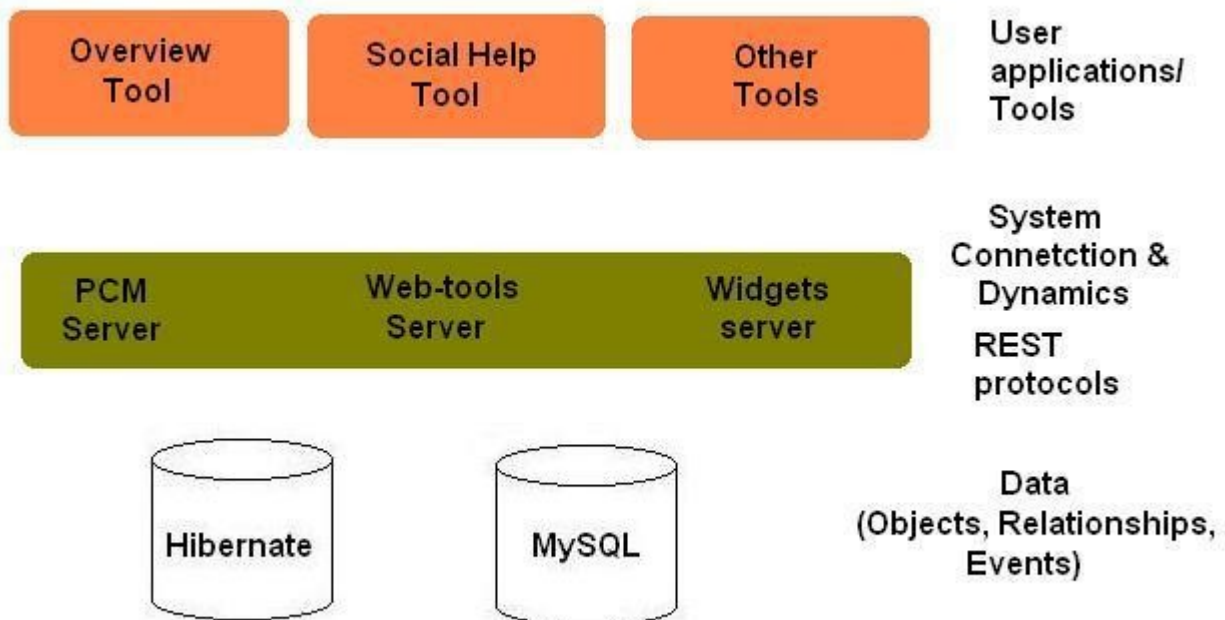 Overview
Tool
Social Help
Tool
Other
Tools
User
applications/
Tools
PCM
Server
Web-tools
Server
Widgets
server
System
Connetction &
Dynamics
REST
protocols
Hibernate
MySQL
Data
(Objects, Relationships,
Events)